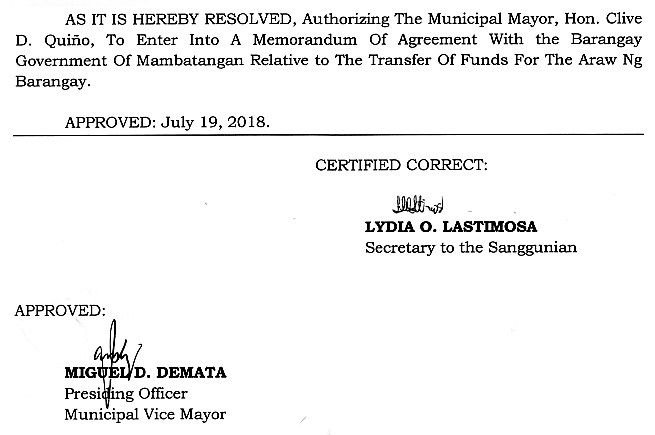 AS IT IS HEREBY RESOLVED, Authorizing The Municipal Mayor, Hon. Clive
D. Quiño, To Enter Into A Memorandum Of Agreement With the Barangay
Government Of Mambatangan Relative to The Transfer Of Funds For The Araw Ng
Barangay.
APPROVED: July 19, 2018.
CERTIFIED CORRECT:
LYDIA O. LASTIMOSA
Secretary to the Sanggunian
APPROVED:
MIGUEL D. DEMATA
Presiding Officer
Municipal Vice Mayor